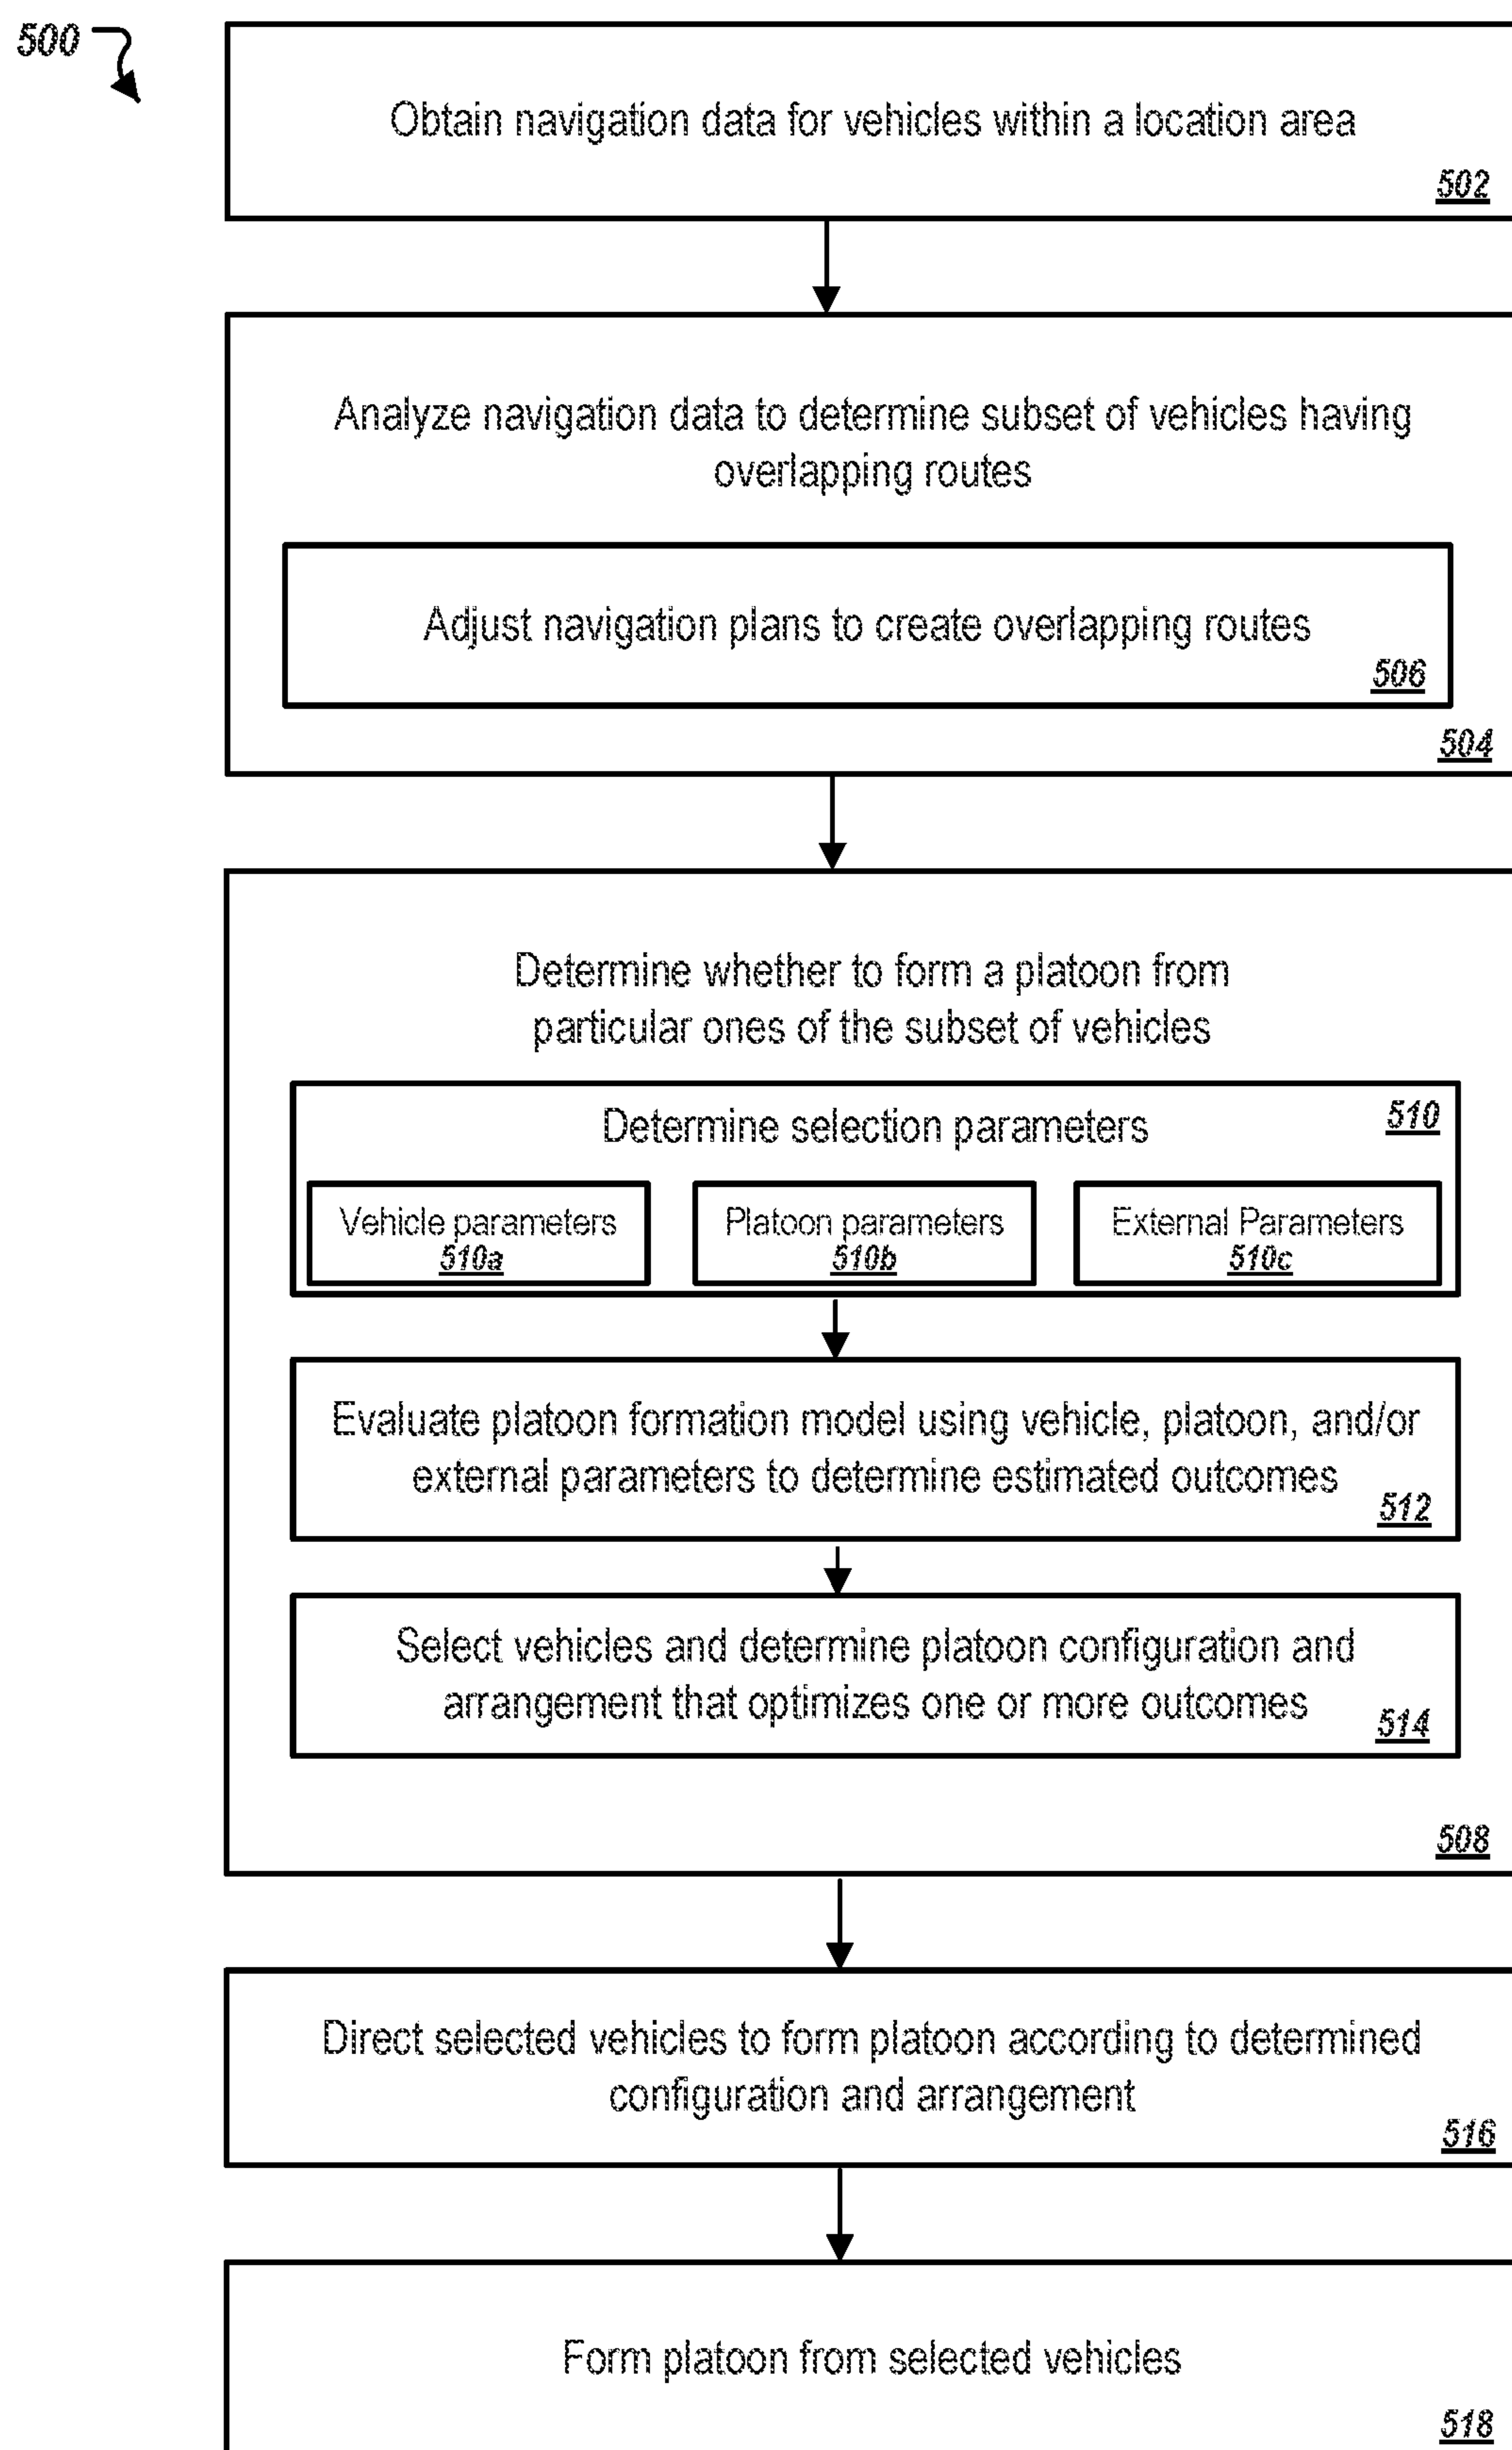 500
Obtain navigation data for vehicles within a location area
502
Analyze navigation data to determine subset of vehicles having
overlapping routes
Adjust navigation plans to create overlapping routes
506
504
Determine whether to form a platoon from
particular ones of the subset of vehicles
Determine selection parameters
510
Vehicle parameters
510a
Platoon parameters
510b
External Parameters
510c
Evaluate platoon formation model using vehicle, platoon, and/or
external parameters to determine estimated outcomes
512
Select vehicles and determine platoon configuration and
arrangement that optimizes one or more outcomes
514
508
Direct selected vehicles to form platoon according to determined
configuration and arrangement
516
Form platoon from selected vehicles
518